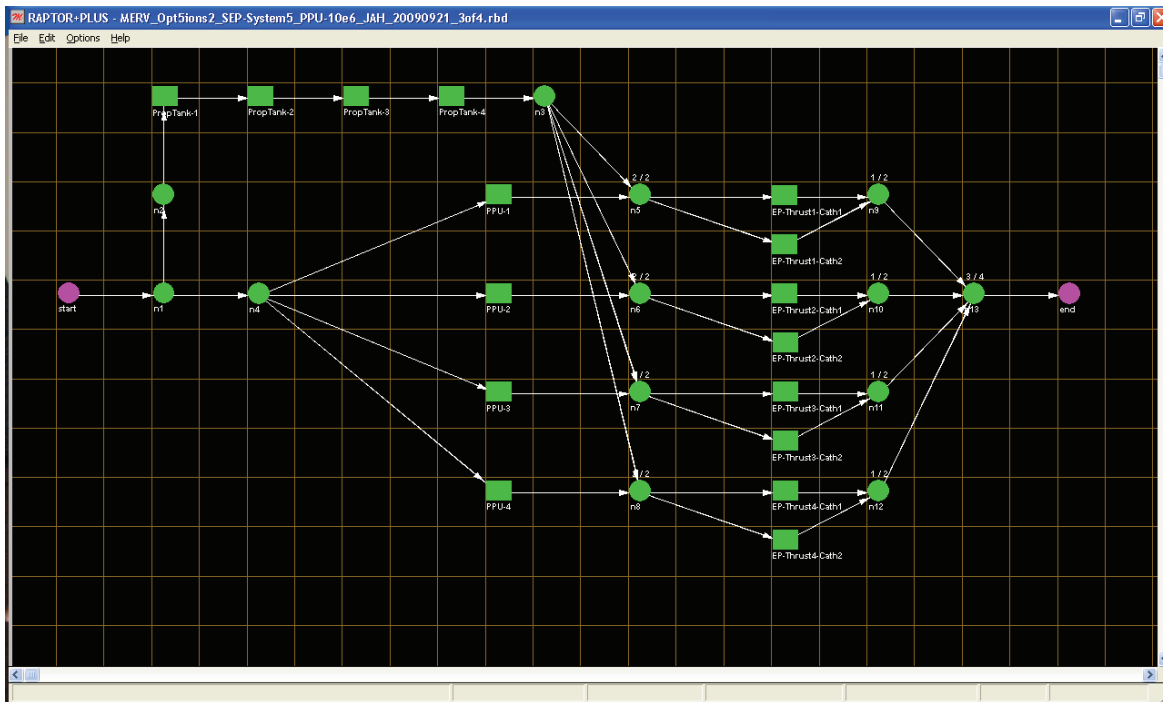 RAPTOR+PLUS - MERV_Opt5ions2_SEP-System5_PPU-10e6_JAH_20090921_3of4.rbd
File Edit Options Help
PropTank-1 PropTank-2 PropTank-3 PropTank-4 n3
2 / 2 1 / 2
n2 PPU-1 n5 EP-Thrust1-Cath1 n9
EP-Thrust1-Cath2
2 / 2 1 / 2 3 / 4
start n1 n4 PPU-2 n6 EP-Thrust2-Cath1 n10 n13 end
EP-Thrust2-Cath2
/ 2 1 / 2
PPU-3 n7 EP-Thrust3-Cath1 n11
EP-Thrust3-Cath2
/ 2 1 / 2
PPU-4 n8 EP-Thrust4-Cath1 n12
EP-Thrust4-Cath2